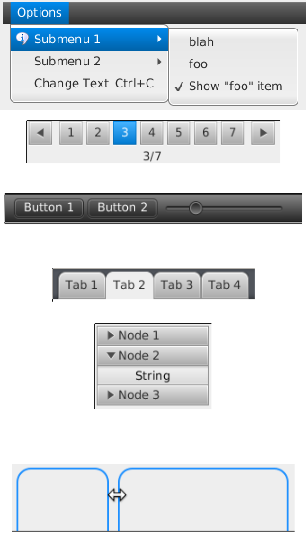 Options
Submenu 1
Submenu 2
Change Text Ctrl+C
blah
foo
Show "foo" item
1 2 3 4 5 6 7
3/7
Button 1 Button 2
Tab 1 Tab 2 Tab 3 Tab 4
Node 1
Node 2
String
Node 3